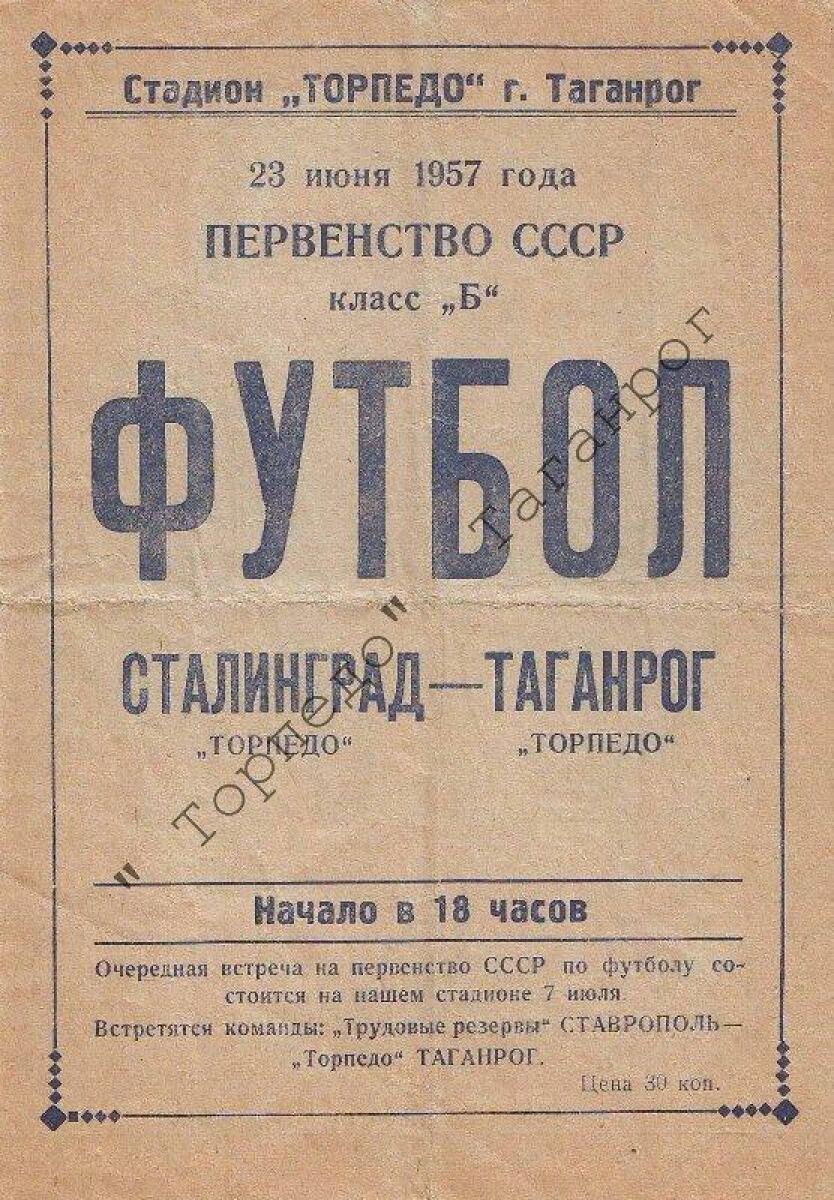 Стадион „ТОРПЕДО“ г. Таганрог
23 июня 1957 года
ПЕРВЕНСТВО СССР
класс „Б“
ФУТБОЛ
СТАЛИНГРАД—ТАГАНРОГ
„ТОРПЕДО“ „ТОРПЕДО“
"Торпедо" Таганрог
Начало в 18 часов
Очередная встреча на первенство СССР по футболу со-
стоится на нашем стадионе 7 июля.
Встретятся команды: „Трудовые резервы“ СТАВРОПОЛЬ—
„Торпедо“ ТАГАНРОГ.
Цена 30 коп.